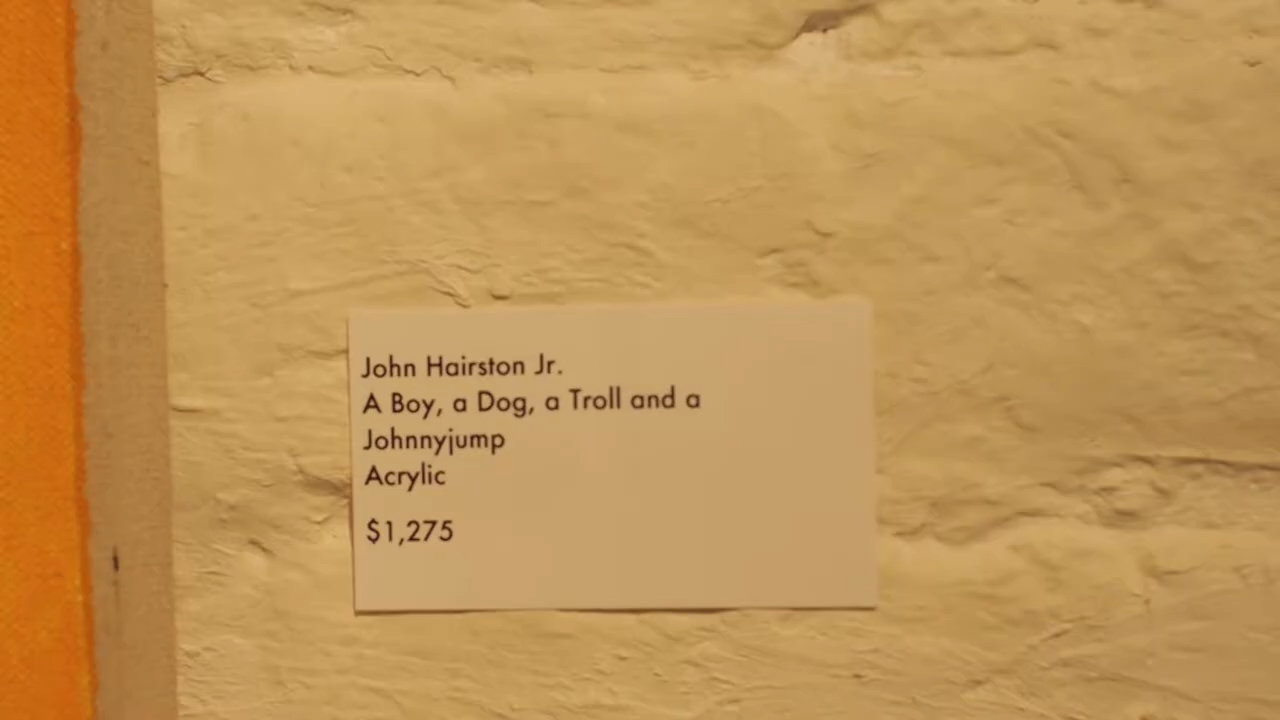 John Hairston Jr.
A Boy, a Dog, a Troll and a
Johnnyjump
Acrylic
$1,275